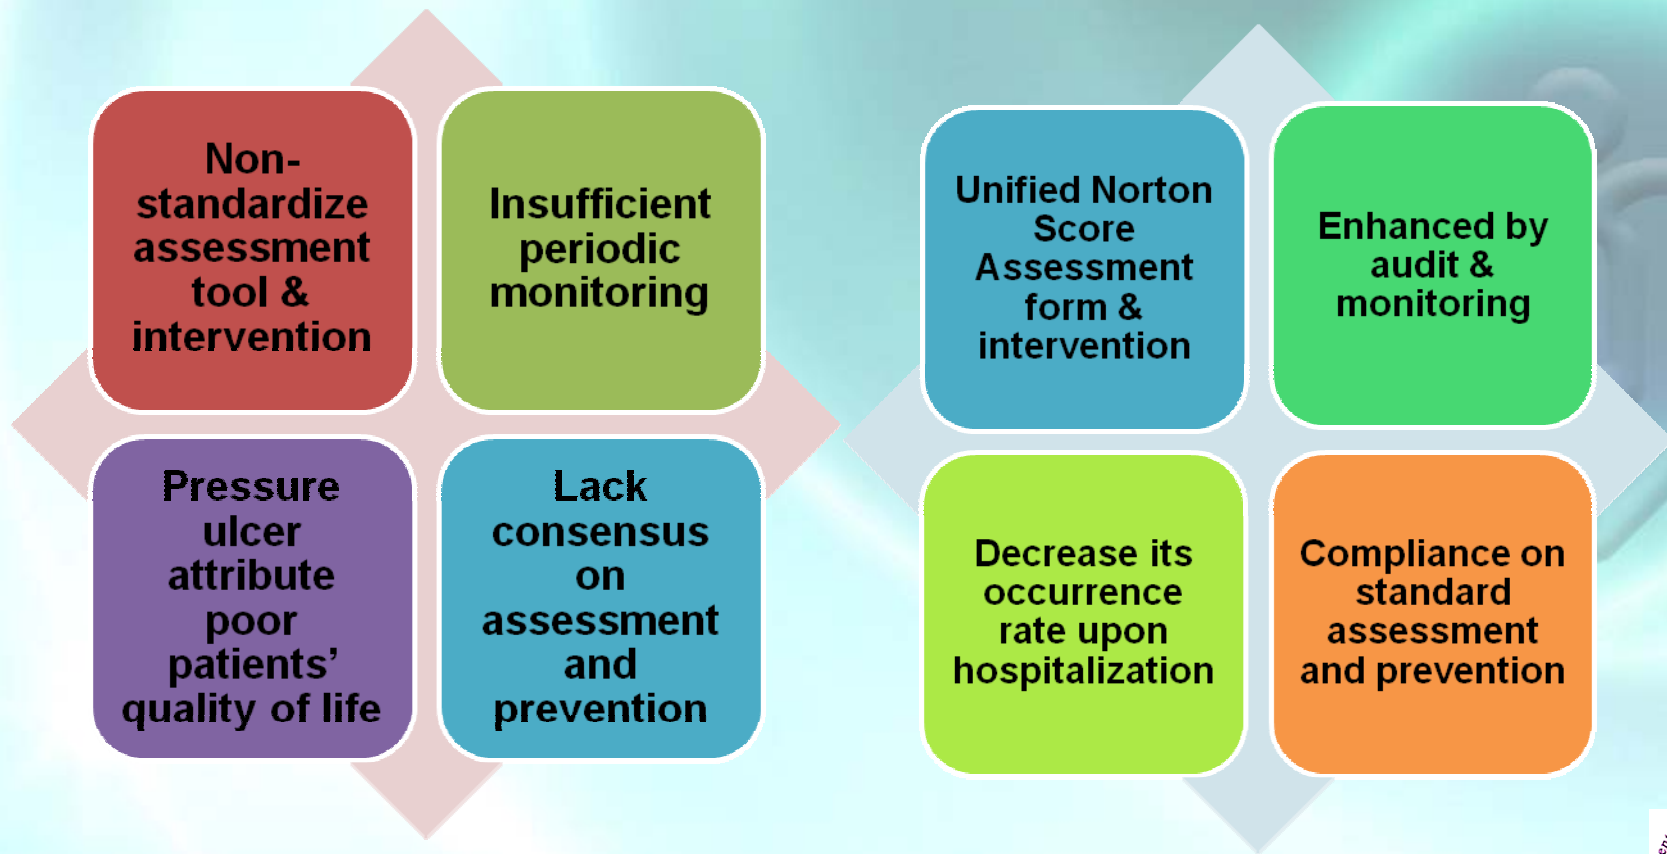 Non-
standardize
assessment
tool &
intervention
Insufficient
periodic
monitoring
Pressure
ulcer
attribute
poor
patients’
quality of life
Lack
consensus
on
assessment
and
prevention
Unified Norton
Score
Assessment
form &
intervention
Enhanced by
audit &
monitoring
Decrease its
occurrence
rate upon
hospitalization
Compliance on
standard
assessment
and prevention